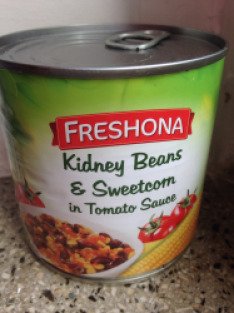 FRESHONA
Kidney Beans
& Sweetcorn
in Tomato Sauce